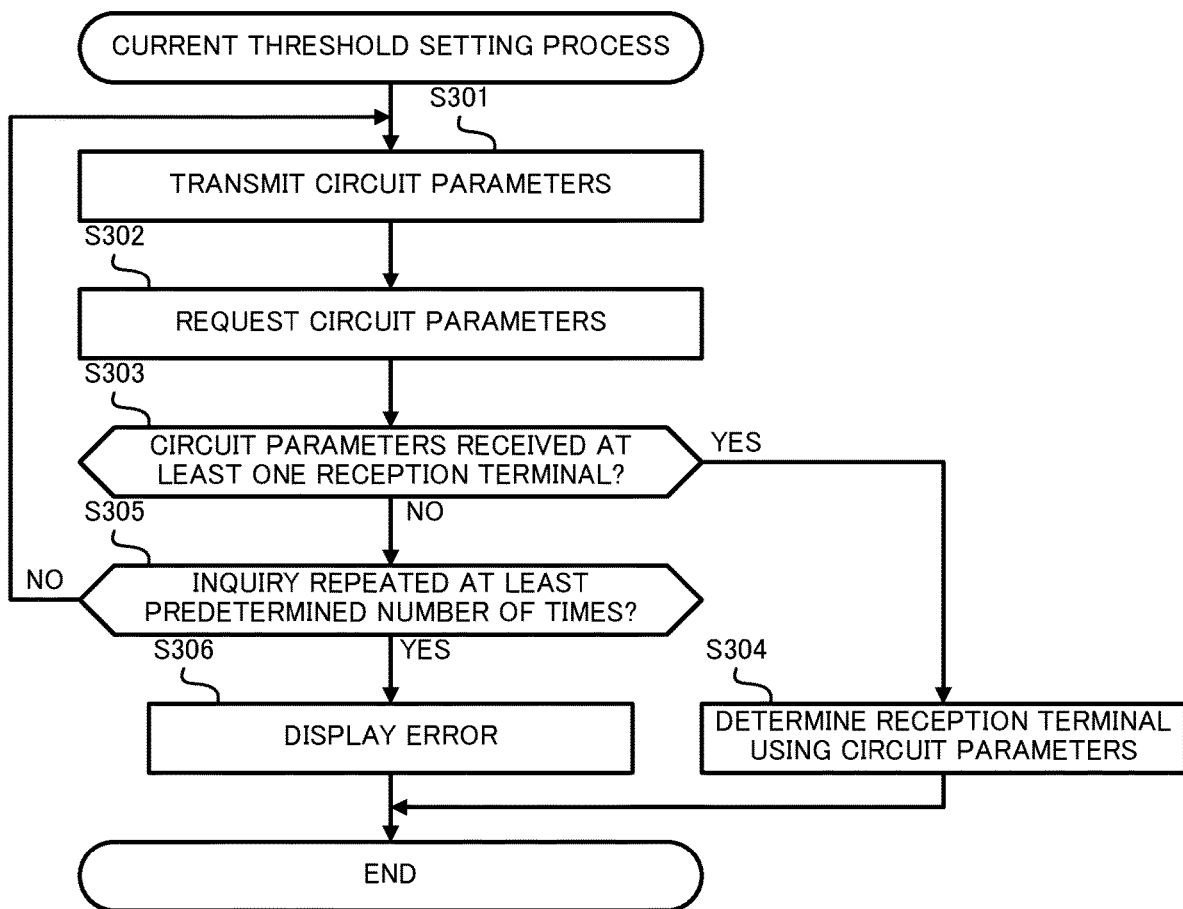 CURRENT THRESHOLD SETTING PROCESS
S301
TRANSMIT CIRCUIT PARAMETERS
S302
REQUEST CIRCUIT PARAMETERS
S303
CIRCUIT PARAMETERS RECEIVED AT
LEAST ONE RECEPTION TERMINAL?
YES
NO
S305
INQUIRY REPEATED AT LEAST
PREDETERMINED NUMBER OF TIMES?
NO
YES
S306
DISPLAY ERROR
S304
DETERMINE RECEPTION TERMINAL
USING CIRCUIT PARAMETERS
END